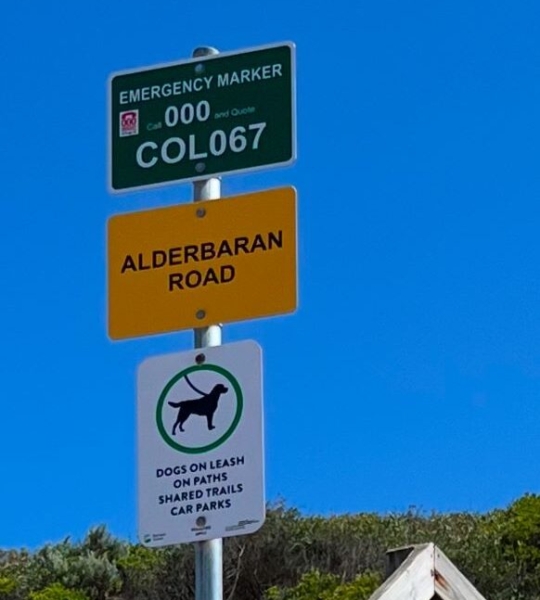 EMERGENCY MARKER
Call 000 and Quote
COL067
ALDERBARAN
ROAD
DOGS ON LEASH
ON PATHS
SHARED TRAILS
CAR PARKS